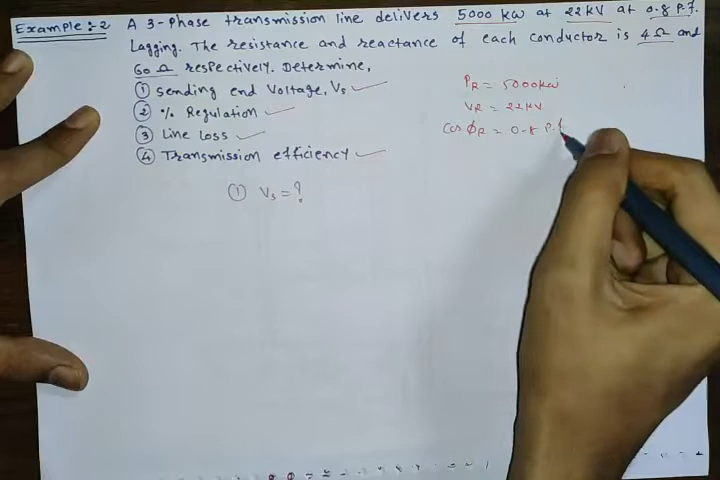 Example:-2 A 3-Phase transmission line delivers 5000 kW at 22 kV at 0.8 p.f.
Lagging. The resistance and reactance of each conductor is 4 Ω and
60 Ω respectively. Determine,
① sending end Voltage, Vs
② % Regulation
③ Line Loss
④ Transmission efficiency
PR = 5000kW
VR = 22kV
Cos ϕR = 0.8 P.f
① Vs = ?